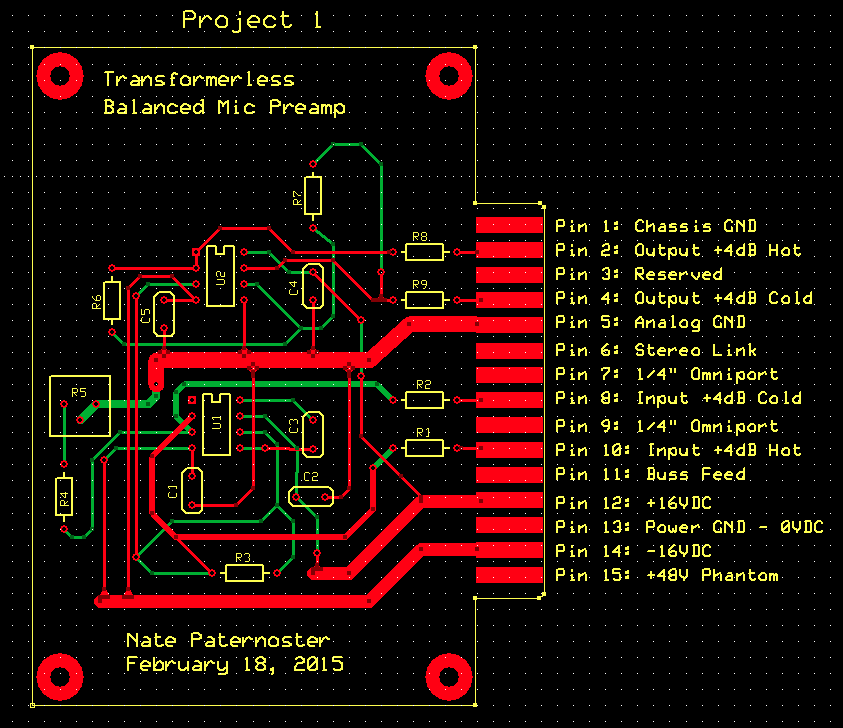 Project 1
Transformerless
Balanced Mic Preamp
R7
R8
U2
C4
R9
R6
C5
R5
R2
U1
C3
R1
C1
C2
R4
R3
Pin 1: Chassis GND
Pin 2: Output +4dB Hot
Pin 3: Reserved
Pin 4: Output +4dB Cold
Pin 5: Analog GND
Pin 6: Stereo Link
Pin 7: 1/4" Omniport
Pin 8: Input +4dB Cold
Pin 9: 1/4" Omniport
Pin 10: Input +4dB Hot
Pin 11: Buss Feed
Pin 12: +16VDC
Pin 13: Power GND - 0VDC
Pin 14: -16VDC
Pin 15: +48V Phantom
Nate Paternoster
February 18, 2015